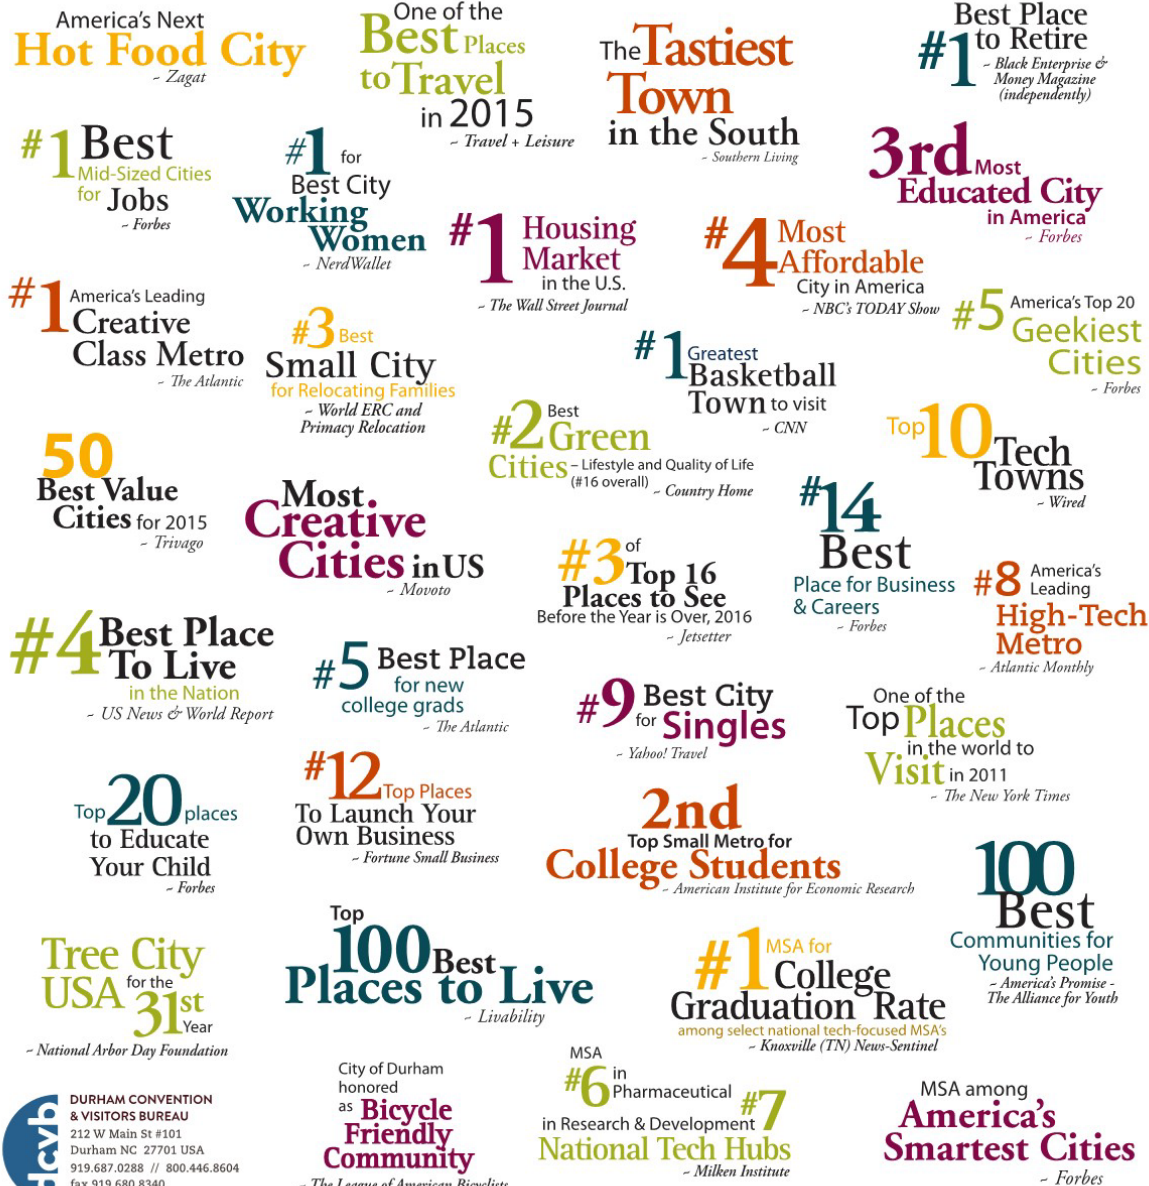 America's Next
Hot Food City
~ Zagat
One of the
Best Places
to Travel
in 2015
~ Travel + Leisure
The Tastiest
Town
in the South
~ Southern Living
#1 Best Place
to Retire
~ Black Enterprise &
Money Magazine
(independently)
#1 Best
Mid-Sized Cities
for Jobs
~ Forbes
#1 for
Best City
Working
Women
~ NerdWallet
#1 Housing
Market
in the U.S.
~ The Wall Street Journal
#4 Most
Affordable
City in America
~ NBC's TODAY Show
3rd Most
Educated City
in America
~ Forbes
#1 America's Leading
Creative
Class Metro
~ The Atlantic
#3 Best
Small City
for Relocating Families
~ World ERC and
Primacy Relocation
#1 Greatest
Basketball
Town to visit
~ CNN
#5 America's Top 20
Geekiest
Cities
~ Forbes
50
Best Value
Cities for 2015
~ Trivago
Most
Creative
Cities in US
~ Movoto
#2 Best
Green
Cities – Lifestyle and Quality of Life
(#16 overall) ~ Country Home
Top 10
Tech
Towns
~ Wired
#3 of
Top 16
Places to See
Before the Year is Over, 2016
~ Jetsetter
#14
Best
Place for Business
& Careers
~ Forbes
#8 America's
Leading
High-Tech
Metro
~ Atlantic Monthly
#4 Best Place
To Live
in the Nation
~ US News & World Report
#5 Best Place
for new
college grads
~ The Atlantic
#9 Best City
for Singles
~ Yahoo! Travel
One of the
Top Places
in the world to
Visit in 2011
~ The New York Times
Top 20 places
to Educate
Your Child
~ Forbes
#12 Top Places
To Launch Your
Own Business
~ Fortune Small Business
2nd
Top Small Metro for
College Students
~ American Institute for Economic Research
100
Best
Communities for
Young People
~ America's Promise -
The Alliance for Youth
Tree City
USA for the
31st
Year
~ National Arbor Day Foundation
Top
100 Best
Places to Live
~ Livability
#1 MSA for
College
Graduation Rate
among select national tech-focused MSA's
~ Knoxville (TN) News-Sentinel
dcvb
DURHAM CONVENTION
& VISITORS BUREAU
212 W Main St #101
Durham NC 27701 USA
919.687.0288 // 800.446.8604
fax 919.680.8340
City of Durham
honored
as Bicycle
Friendly
Community
~ The League of American Bicyclists
MSA
#6 in
Pharmaceutical
in Research & Development #7
National Tech Hubs
~ Milken Institute
MSA among
America's
Smartest Cities
~ Forbes